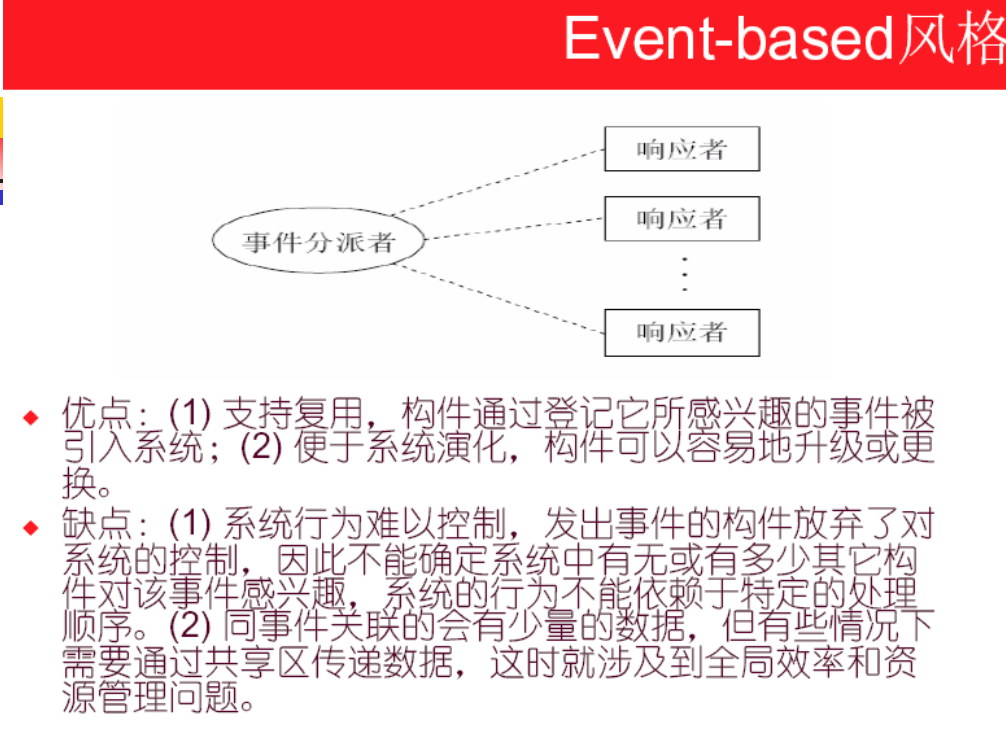 Event-based风格
响应者
响应者
事件分派者
响应者
优点：(1) 支持复用，构件通过登记它所感兴趣的事件被
引入系统；(2) 便于系统演化，构件可以容易地升级或更
换。
缺点：(1) 系统行为难以控制，发出事件的构件放弃了对
系统的控制，因此不能确定系统中有无或有多少其它构
件对该事件感兴趣，系统的行为不能依赖于特定的处理
顺序。(2) 同事件关联的会有少量的数据，但有些情况下
需要通过共享区传递数据，这时就涉及到全局效率和资
源管理问题。